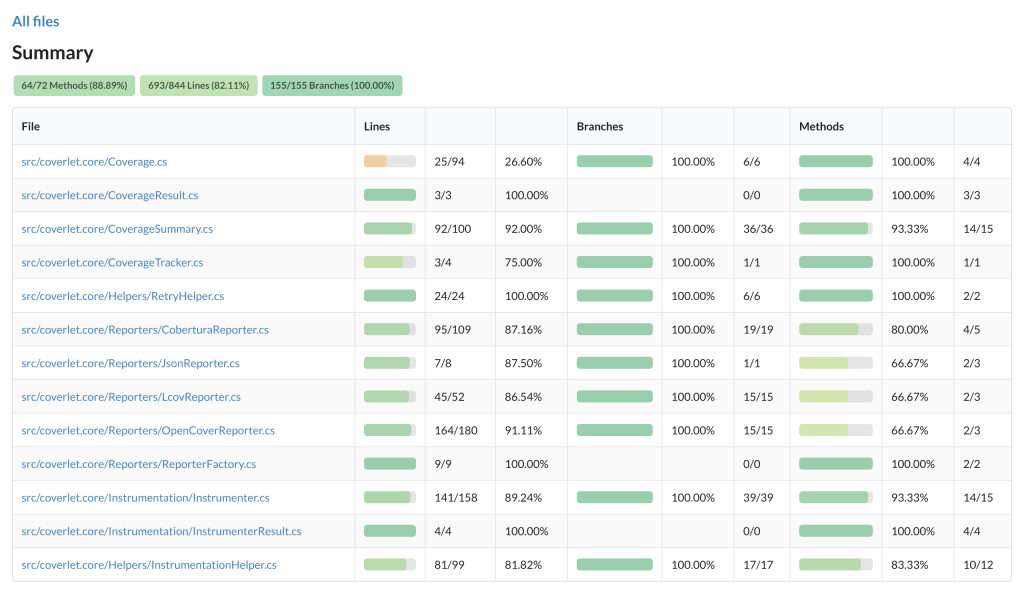 All files
Summary
64/72 Methods (88.89%) 693/844 Lines (82.11%) 155/155 Branches (100.00%)
File Lines Branches Methods
src/coverlet.core/Coverage.cs 25/94 26.60% 100.00% 6/6 100.00% 4/4
src/coverlet.core/CoverageResult.cs 3/3 100.00% 0/0 100.00% 3/3
src/coverlet.core/CoverageSummary.cs 92/100 92.00% 100.00% 36/36 93.33% 14/15
src/coverlet.core/CoverageTracker.cs 3/4 75.00% 100.00% 1/1 100.00% 1/1
src/coverlet.core/Helpers/RetryHelper.cs 24/24 100.00% 100.00% 6/6 100.00% 2/2
src/coverlet.core/Reporters/CoberturaReporter.cs 95/109 87.16% 100.00% 19/19 80.00% 4/5
src/coverlet.core/Reporters/JsonReporter.cs 7/8 87.50% 100.00% 1/1 66.67% 2/3
src/coverlet.core/Reporters/LcovReporter.cs 45/52 86.54% 100.00% 15/15 66.67% 2/3
src/coverlet.core/Reporters/OpenCoverReporter.cs 164/180 91.11% 100.00% 15/15 66.67% 2/3
src/coverlet.core/Reporters/ReporterFactory.cs 9/9 100.00% 0/0 100.00% 2/2
src/coverlet.core/Instrumentation/Instrumenter.cs 141/158 89.24% 100.00% 39/39 93.33% 14/15
src/coverlet.core/Instrumentation/InstrumenterResult.cs 4/4 100.00% 0/0 100.00% 4/4
src/coverlet.core/Helpers/InstrumentationHelper.cs 81/99 81.82% 100.00% 17/17 83.33% 10/12